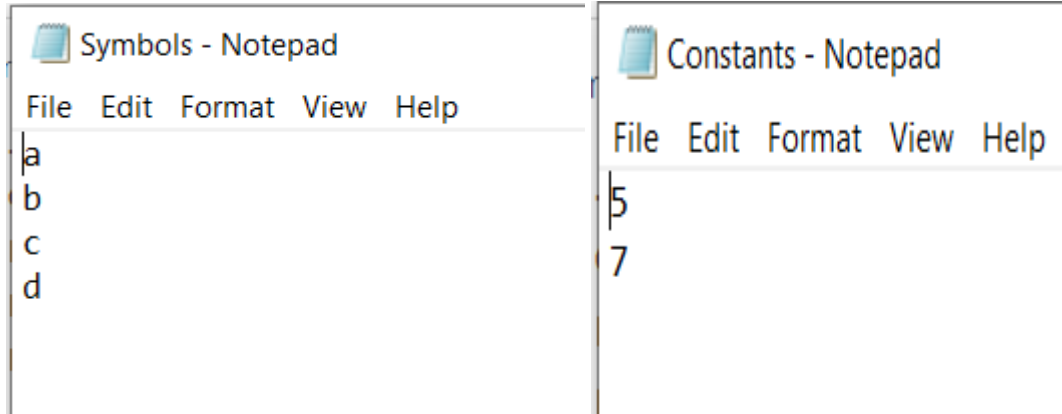 Symbols - Notepad
File Edit Format View Help
a
b
c
d
Constants - Notepad
File Edit Format View Help
5
7